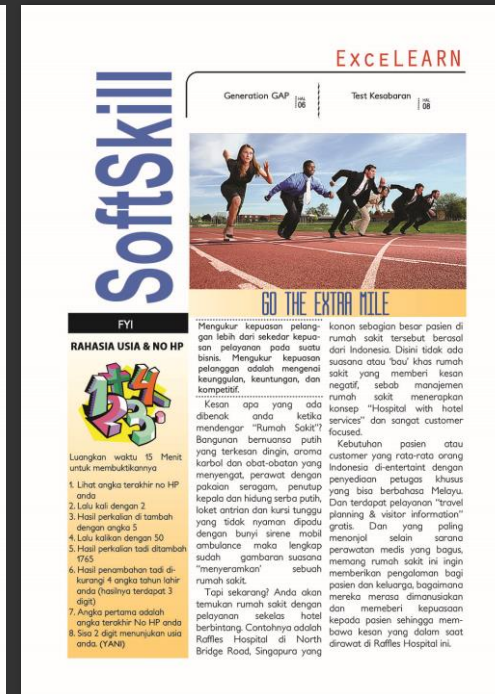 ExceLEARN
Generation GAP HAL 06
Test Kesabaran HAL 08
SoftSkill
GO THE EXTRA MILE
FYI
RAHASIA USIA & NO HP
1+4
2=3
Luangkan waktu 15 Menit
untuk membuktikannya
1. Lihat angka terakhir no HP
anda
2. Lalu kali dengan 2
3. Hasil perkalian di tambah
dengan angka 5
4. Lalu kalikan dengan 50
5. Hasil perkalian tadi ditambah
1765
6. Hasil penambahan tadi di-
kurangi 4 angka tahun lahir
anda (hasilnya terdapat 3
digit)
7. Angka pertama adalah
angka terakhir No HP anda
8. Sisa 2 digit menunjukan usia
anda. (YANI)
Mengukur kepuasan pelang-
gan lebih dari sekedar kepua-
san pelayanan pada suatu
bisnis. Mengukur kepuasan
pelanggan adalah mengenai
keunggulan, keuntungan, dan
kompetitif.
Kesan apa yang ada
dibenak anda ketika
mendengar "Rumah Sakit"?
Bangunan bernuansa putih
yang terkesan dingin, aroma
karbol dan obat-obatan yang
menyengat, perawat dengan
pakaian seragam, penutup
kepala dan hidung serba putih,
loket antrian dan kursi tunggu
yang tidak nyaman dipadu
dengan bunyi sirene mobil
ambulance maka lengkap
sudah gambaran suasana
"menyeramkan' sebuah
rumah sakit.
Tapi sekarang? Anda akan
temukan rumah sakit dengan
pelayanan sekelas hotel
berbintang. Contohnya adalah
Raffles Hospital di North
Bridge Road, Singapura yang
konon sebagian besar pasien di
rumah sakit tersebut berasal
dari Indonesia. Disini tidak ada
suasana atau 'bau' khas rumah
sakit yang memberi kesan
negatif, sebab manajemen
rumah sakit menerapkan
konsep "Hospital with hotel
services" dan sangat customer
focused.
Kebutuhan pasien atau
customer yang rata-rata orang
Indonesia di-entertaint dengan
penyedian petugas khusus
yang bisa berbahasa Melayu.
Dan terdapat pelayanan "travel
planning & visitor information"
gratis. Dan yang paling
menonjol selain sarana
perawatan medis yang bagus,
memang rumah sakit ini ingin
memberikan pengalaman bagi
pasien dan keluarga, bagaimana
mereka merasa dimanusiakan
dan memeberi kepuasaan
kepada pasien sehingga mem-
bawa kesan yang dalam saat
dirawat di Raffles Hospital ini.